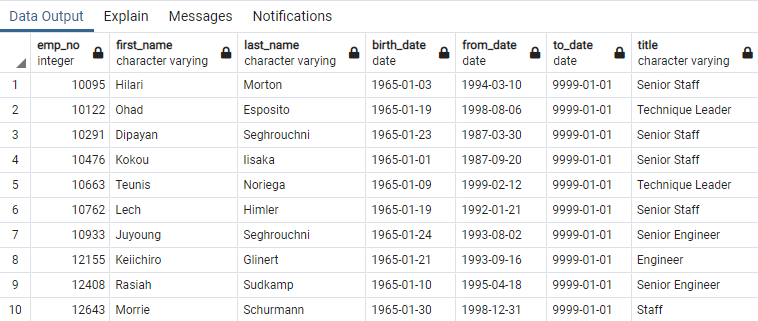 Data Output Explain Messages Notifications
emp_no first_name last_name birth_date from_date to_date title
integer character varying character varying date date date character varying
1 10095 Hilari Morton 1965-01-03 1994-03-10 9999-01-01 Senior Staff
2 10122 Ohad Esposito 1965-01-19 1998-08-06 9999-01-01 Technique Leader
3 10291 Dipayan Seghrouchni 1965-01-23 1987-03-30 9999-01-01 Senior Staff
4 10476 Kokou Iisaka 1965-01-01 1987-09-20 9999-01-01 Senior Staff
5 10663 Teunis Noriega 1965-01-09 1999-02-12 9999-01-01 Technique Leader
6 10762 Lech Himler 1965-01-19 1992-01-21 9999-01-01 Senior Staff
7 10933 Juyoung Seghrouchni 1965-01-24 1993-08-02 9999-01-01 Senior Engineer
8 12155 Keiichiro Glinert 1965-01-21 1993-09-16 9999-01-01 Engineer
9 12408 Rasiah Sudkamp 1965-01-10 1995-04-18 9999-01-01 Senior Engineer
10 12643 Morrie Schurmann 1965-01-30 1998-12-31 9999-01-01 Staff